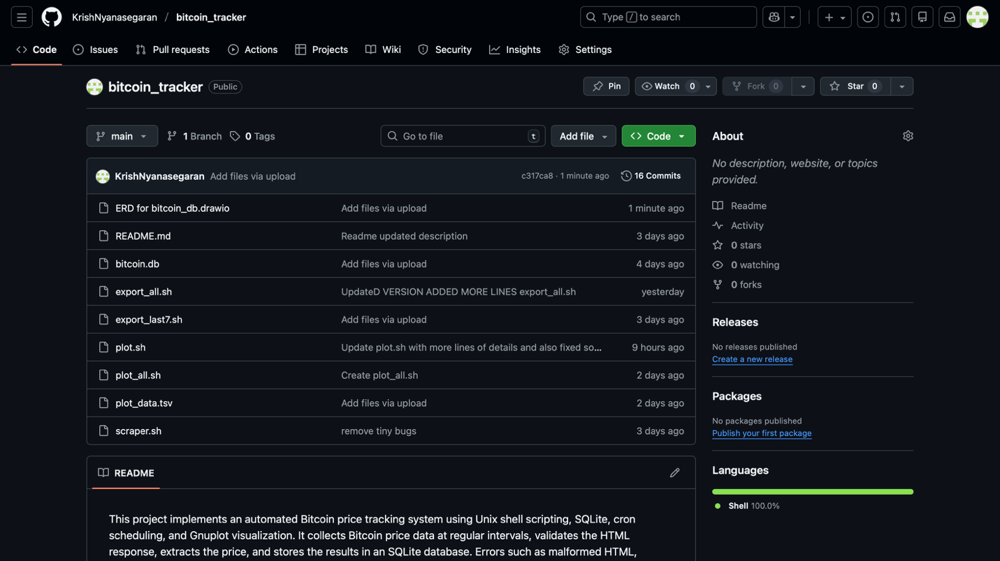 KrishNyanasegaran / bitcoin_tracker
Type / to search
Code Issues Pull requests Actions Projects Wiki Security Insights Settings
bitcoin_tracker Public
Pin Watch 0 Fork 0 Star 0
main 1 Branch 0 Tags
Go to file t Add file Code
KrishNyanasegaran Add files via upload c317ca8 · 1 minute ago 16 Commits
ERD for bitcoin_db.drawio Add files via upload 1 minute ago
README.md Readme updated description 3 days ago
bitcoin.db Add files via upload 4 days ago
export_all.sh UpdateD VERSION ADDED MORE LINES export_all.sh yesterday
export_last7.sh Add files via upload 3 days ago
plot.sh Update plot.sh with more lines of details and also fixed so... 9 hours ago
plot_all.sh Create plot_all.sh 2 days ago
plot_data.tsv Add files via upload 2 days ago
scraper.sh remove tiny bugs 3 days ago
README
This project implements an automated Bitcoin price tracking system using Unix shell scripting, SQLite, cron
scheduling, and Gnuplot visualization. It collects Bitcoin price data at regular intervals, validates the HTML
response, extracts the price, and stores the results in an SQLite database. Errors such as malformed HTML,
About
No description, website, or topics
provided.
Readme
Activity
0 stars
0 watching
0 forks
Releases
No releases published
Create a new release
Packages
No packages published
Publish your first package
Languages
Shell 100.0%